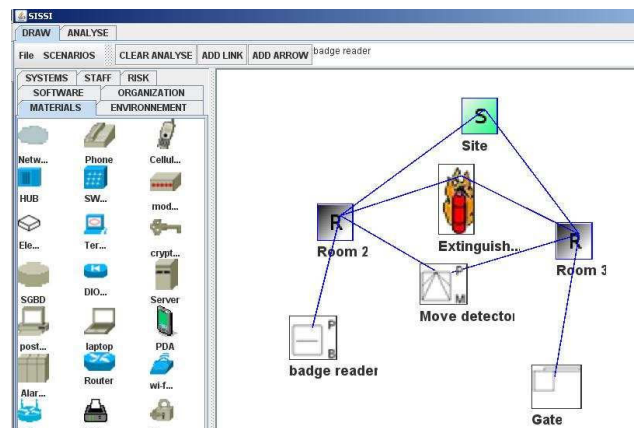 SISSI
DRAW ANALYSE
File SCENARIOS CLEAR ANALYSE ADD LINK ADD ARROW badge reader
SYSTEMS STAFF RISK
SOFTWARE ORGANIZATION
MATERIALS ENVIRONNEMENT
Netw... Phone Cellul...
HUB SW... mod...
Ele... Ter... crypt...
SGBD DIO... Server
post... laptop PDA
Alar... Router wi-f...
S
Site
R
Room 2
Extinguish...
R
Room 3
P
M
Move detector
P
B
badge reader
Gate